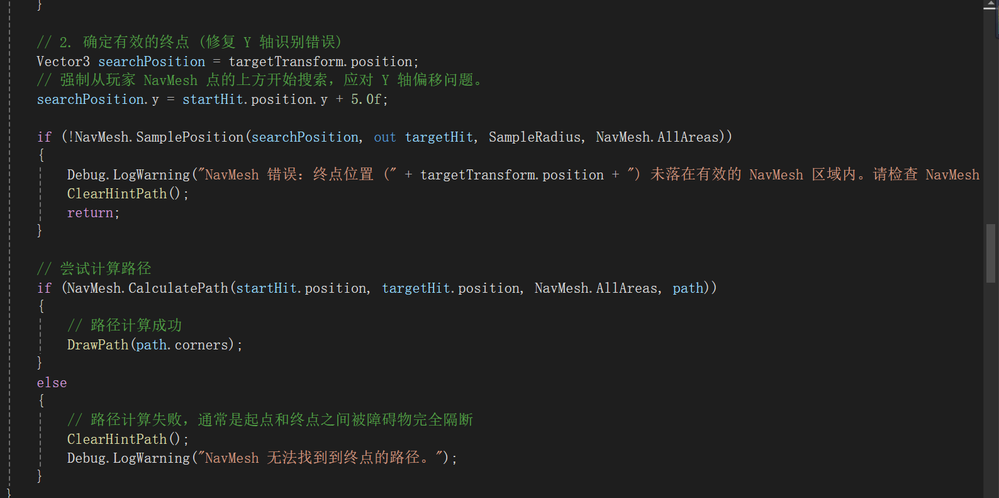 }
// 2. 确定有效的终点 (修复 Y 轴识别错误)
Vector3 searchPosition = targetTransform.position;
// 强制从玩家 NavMesh 点的上方开始搜索，应对 Y 轴偏移问题。
searchPosition.y = startHit.position.y + 5.0f;
if (!NavMesh.SamplePosition(searchPosition, out targetHit, SampleRadius, NavMesh.AllAreas))
{
Debug.LogWarning("NavMesh 错误：终点位置 (" + targetTransform.position + ") 未落在有效的 NavMesh 区域内。请检查 NavMesh
ClearHintPath();
return;
}
// 尝试计算路径
if (NavMesh.CalculatePath(startHit.position, targetHit.position, NavMesh.AllAreas, path))
{
// 路径计算成功
DrawPath(path.corners);
}
else
{
// 路径计算失败，通常是起点和终点之间被障碍物完全隔断
ClearHintPath();
Debug.LogWarning("NavMesh 无法找到到终点的路径。");
}
}